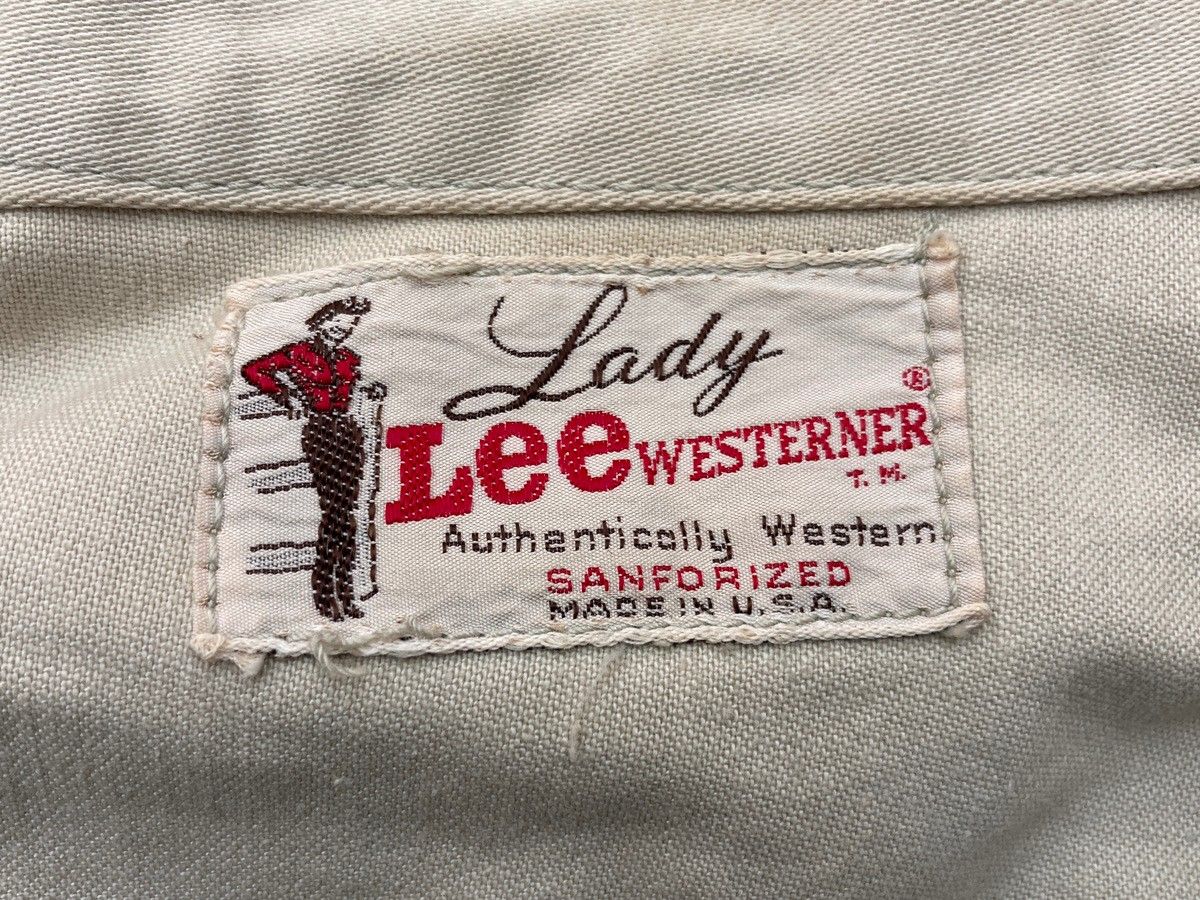 Lady
Lee WESTERNER ®
T.M.
Authentically Western
SANFORIZED
MADE IN U.S.A.